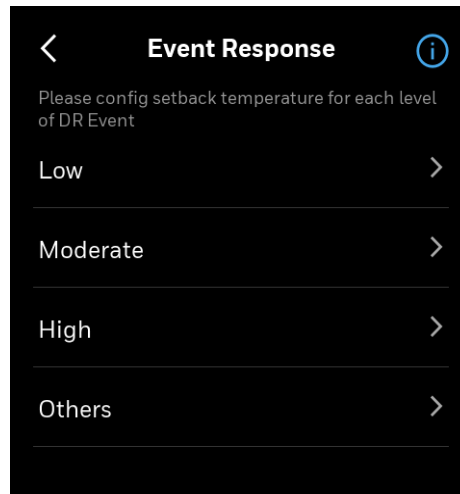 Event Response
Please config setback temperature for each level
of DR Event
Low
Moderate
High
Others